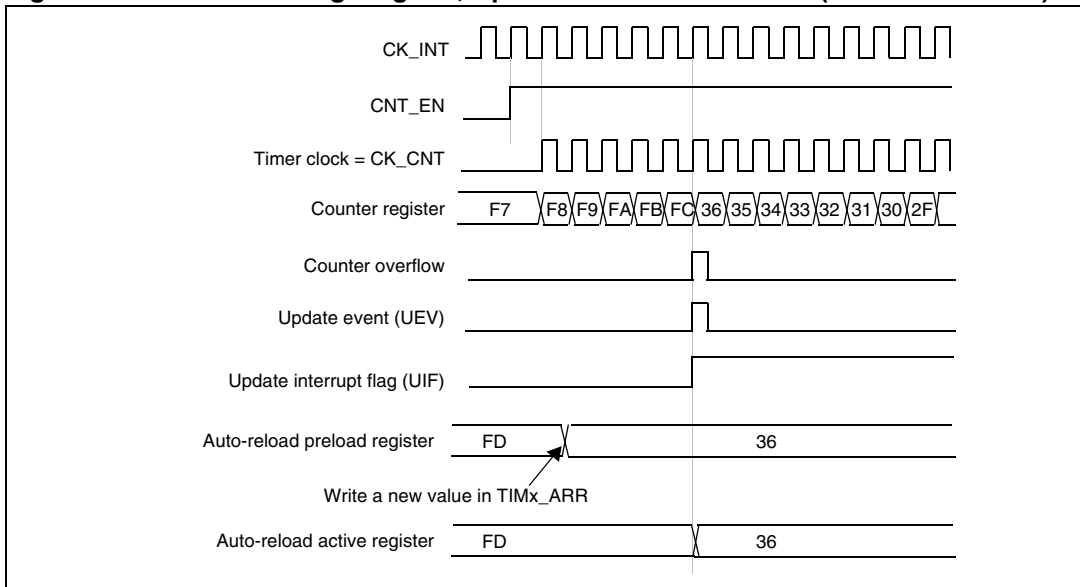 CK_INT
CNT_EN
Timer clock = CK_CNT
Counter register F7 F8 F9 FA FB FC 36 35 34 33 32 31 30 2F
Counter overflow
Update event (UEV)
Update interrupt flag (UIF)
Auto-reload preload register FD 36
Write a new value in TIMx_ARR
Auto-reload active register FD 36